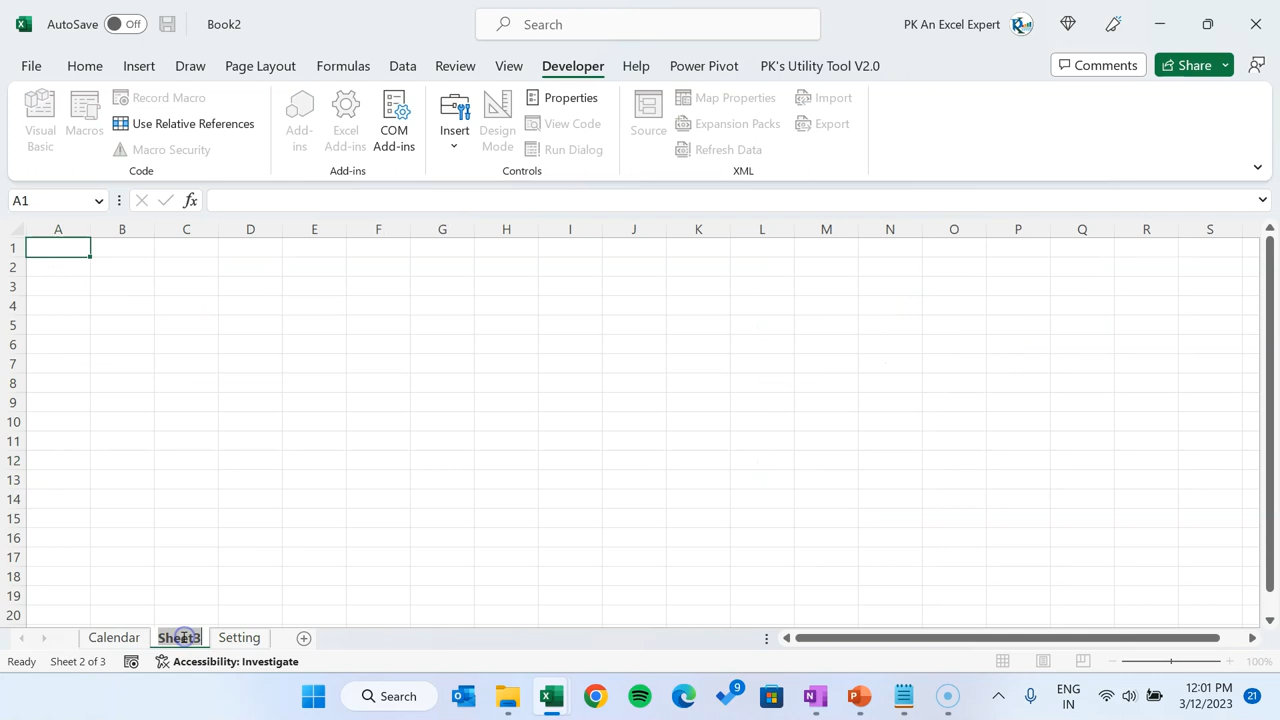 AutoSave Off Book2 Search PK An Excel Expert
File Home Insert Draw Page Layout Formulas Data Review View Developer Help Power Pivot PK's Utility Tool V2.0 Comments Share
Visual Basic
Macros
Record Macro
Use Relative References
Macro Security
Code
Add-ins
Excel Add-ins
COM Add-ins
Add-ins
Insert
Design Mode
Properties
View Code
Run Dialog
Controls
Source
Map Properties
Expansion Packs
Refresh Data
Import
Export
XML
A1 fx
A B C D E F G H I J K L M N O P Q R S
1
2
3
4
5
6
7
8
9
10
11
12
13
14
15
16
17
18
19
20
Calendar Sheet3 Setting
Ready Sheet 2 of 3 Accessibility: Investigate 100%
Search 9 ENG IN 12:01 PM 3/12/2023 21